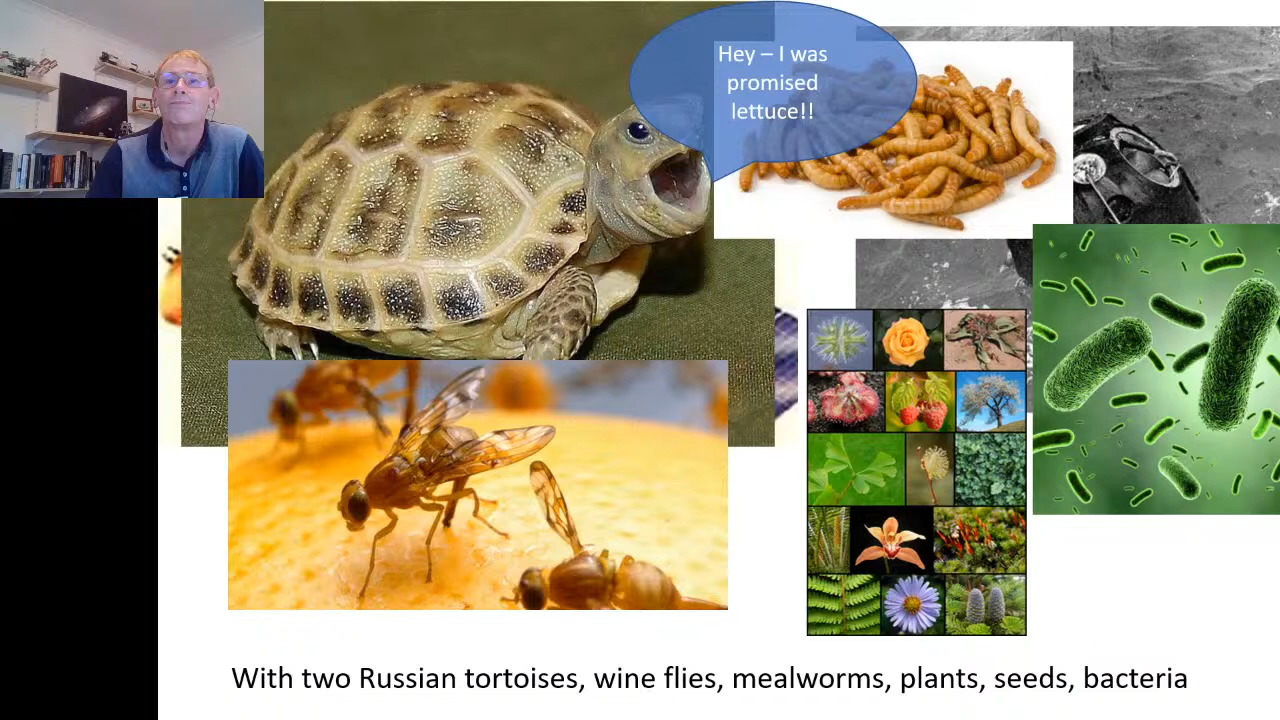 Hey – I was
promised
lettuce!!
With two Russian tortoises, wine flies, mealworms, plants, seeds, bacteria